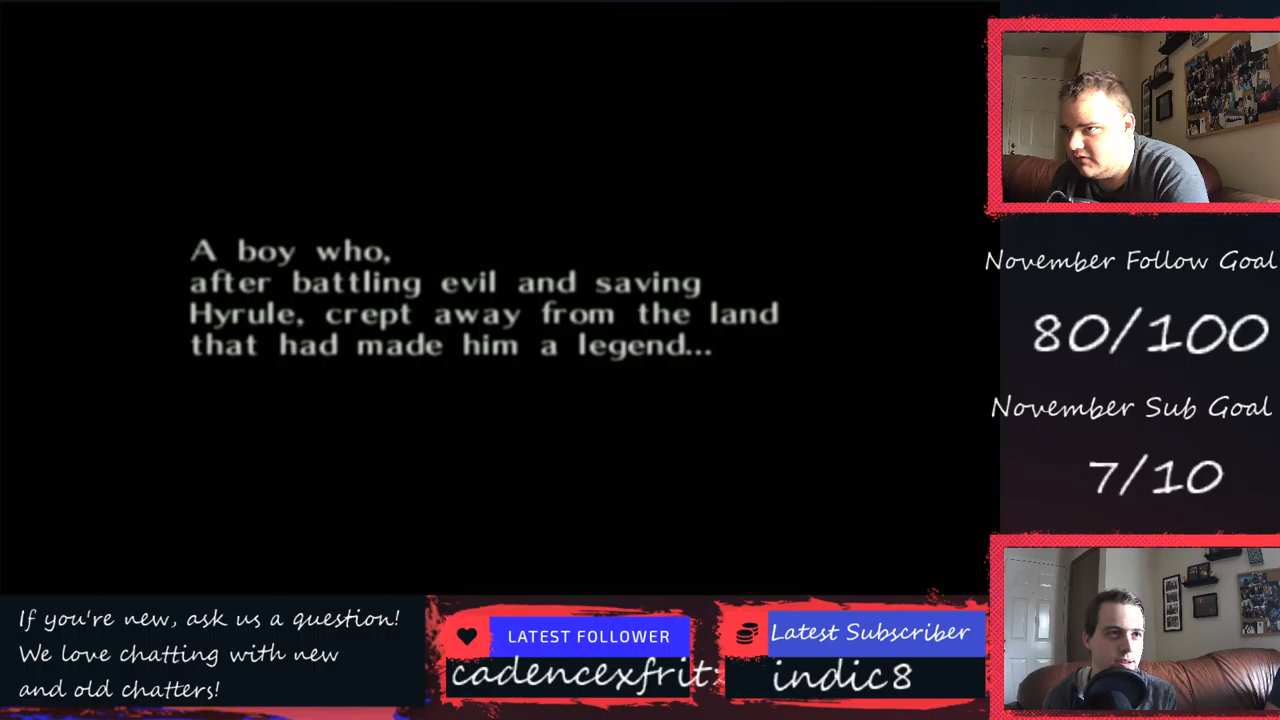 A boy who,
after battling evil and saving
Hyrule, crept away from the land
that had made him a legend...
November Follow Goal
80/100
November Sub Goal
7/10
If you're new, ask us a question!
We love chatting with new
and old chatters!
LATEST FOLLOWER
cadencexfrit
Latest Subscriber
indic8